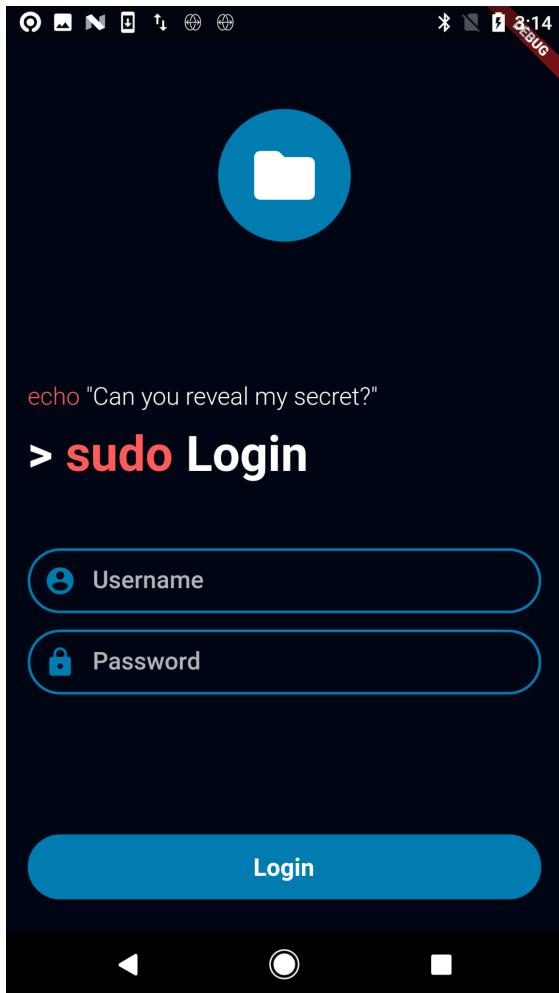 3:14
DEBUG
echo "Can you reveal my secret?"
> sudo Login
Username
Password
Login